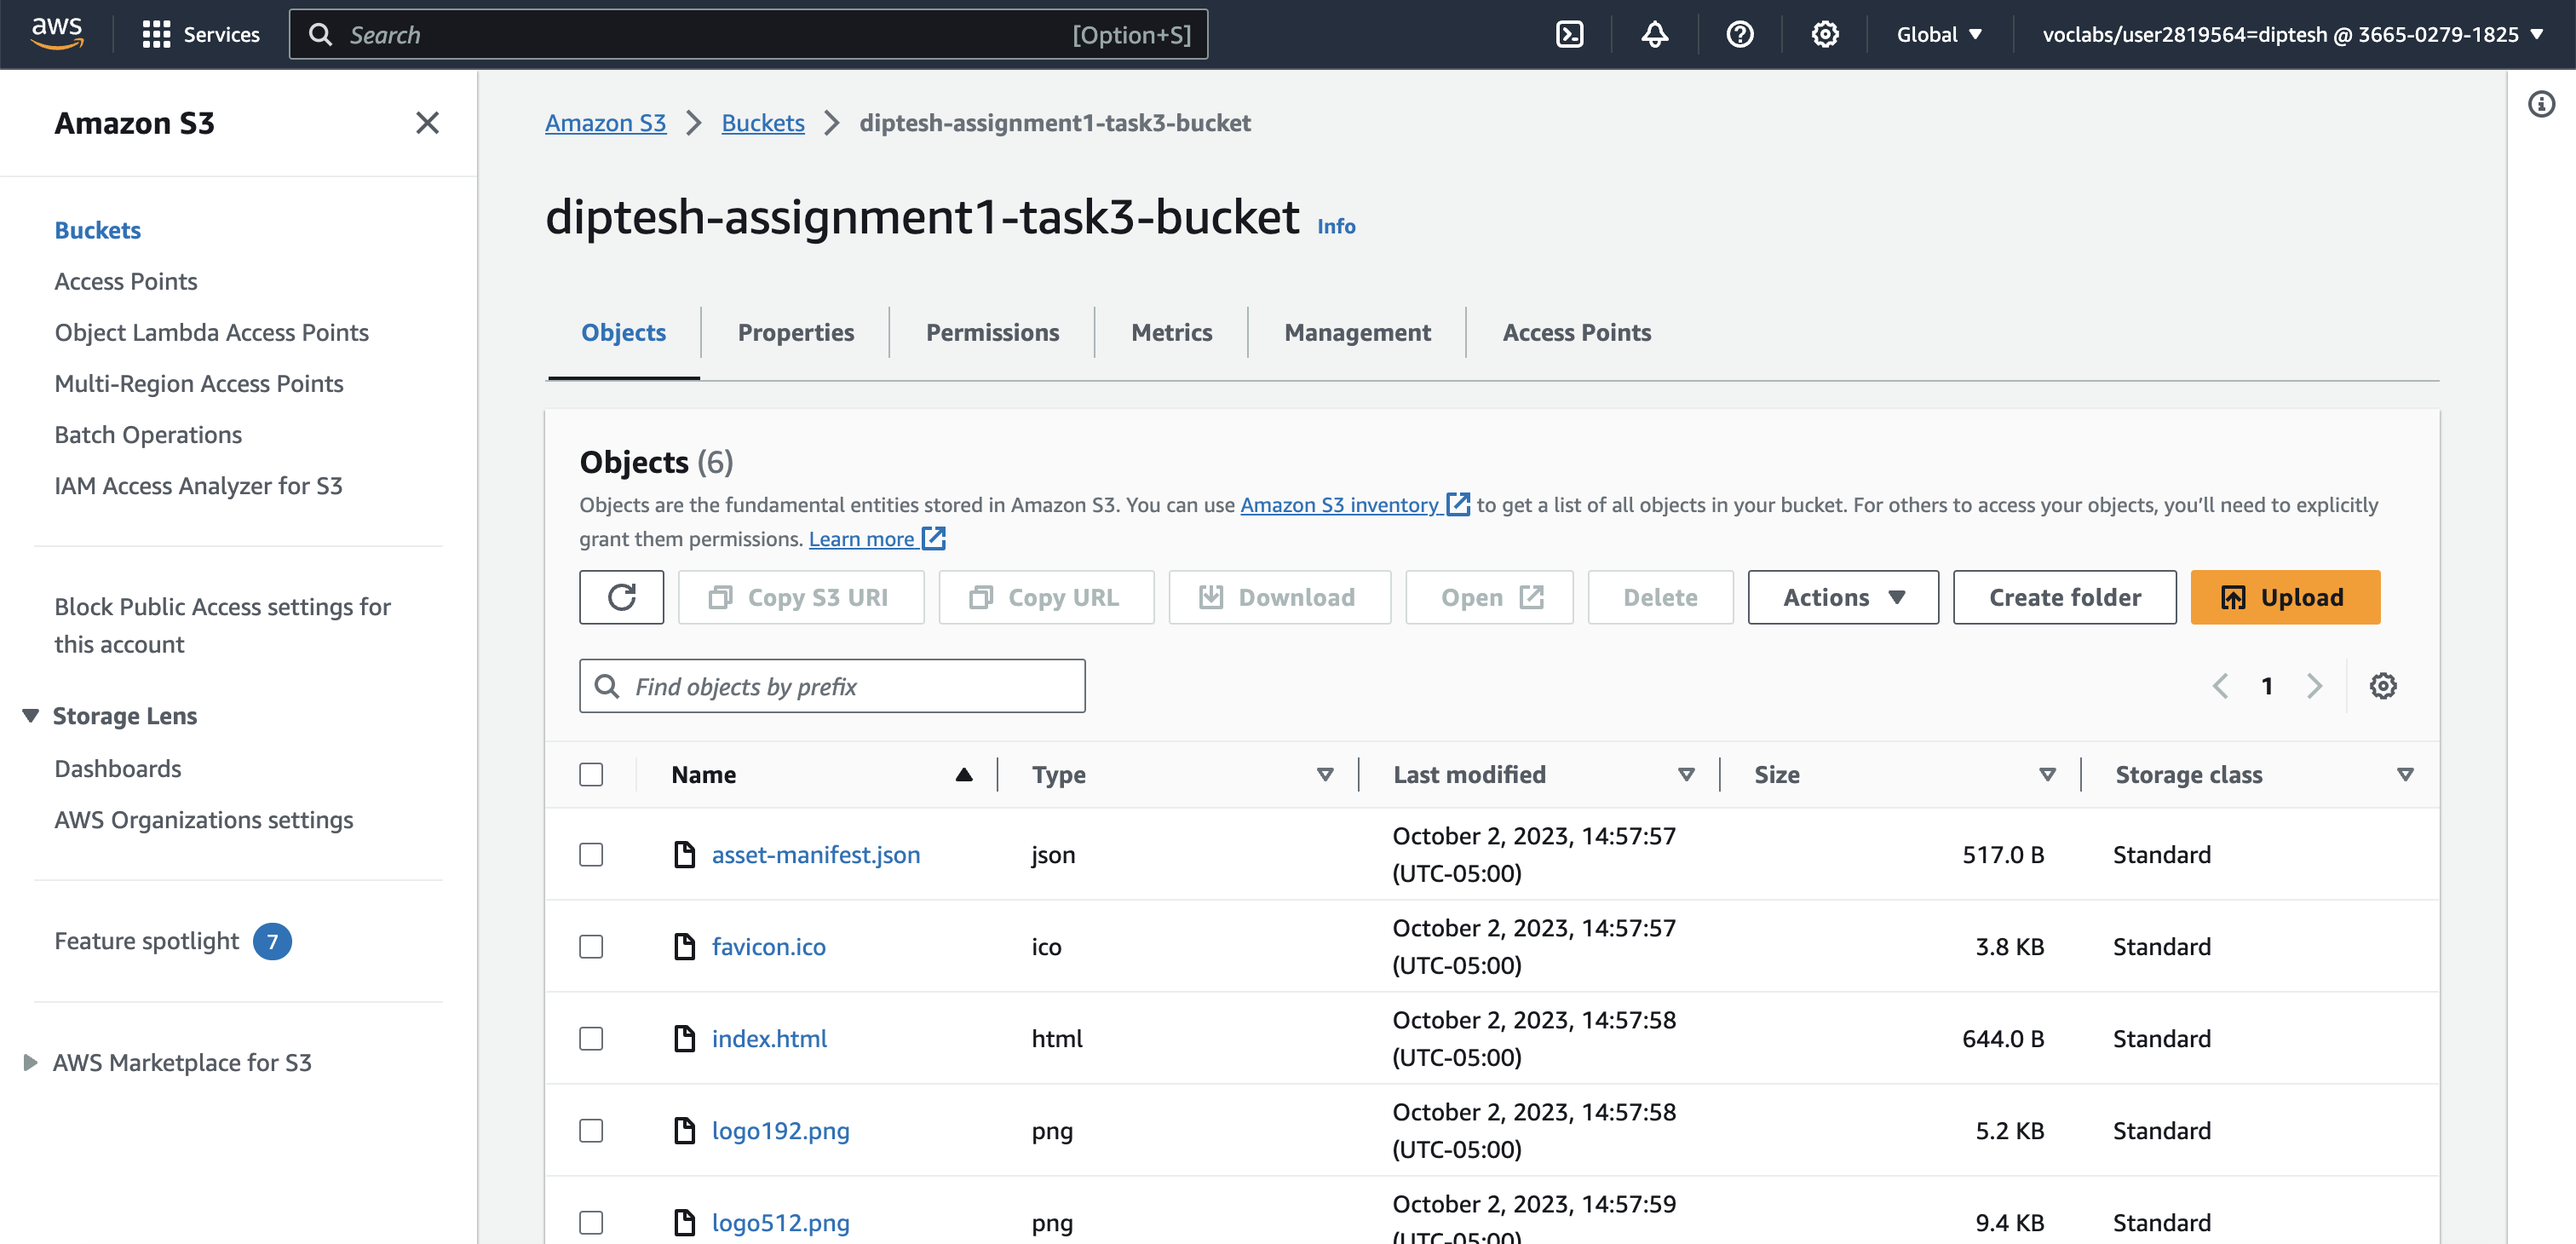 aws
Services
Search
[Option+S]
Global
voclabs/user2819564=diptesh @ 3665-0279-1825
Amazon S3
Buckets
Access Points
Object Lambda Access Points
Multi-Region Access Points
Batch Operations
IAM Access Analyzer for S3
Block Public Access settings for
this account
Storage Lens
Dashboards
AWS Organizations settings
Feature spotlight 7
AWS Marketplace for S3
Amazon S3 Buckets diptesh-assignment1-task3-bucket
diptesh-assignment1-task3-bucket Info
Objects Properties Permissions Metrics Management Access Points
Objects (6)
Objects are the fundamental entities stored in Amazon S3. You can use Amazon S3 inventory to get a list of all objects in your bucket. For others to access your objects, you’ll need to explicitly
grant them permissions. Learn more
Copy S3 URI Copy URL Download Open Delete Actions Create folder Upload
Find objects by prefix
1
Name Type Last modified Size Storage class
asset-manifest.json json October 2, 2023, 14:57:57 517.0 B Standard
(UTC-05:00)
favicon.ico ico October 2, 2023, 14:57:57 3.8 KB Standard
(UTC-05:00)
index.html html October 2, 2023, 14:57:58 644.0 B Standard
(UTC-05:00)
logo192.png png October 2, 2023, 14:57:58 5.2 KB Standard
(UTC-05:00)
logo512.png png October 2, 2023, 14:57:59 9.4 KB Standard
(UTC-05:00)